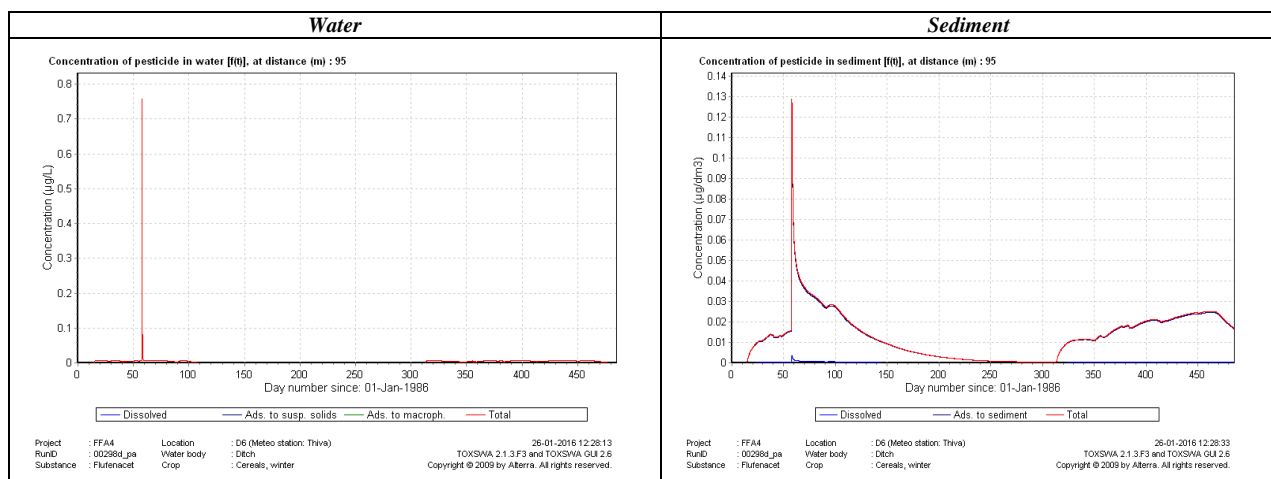 Water
Sediment
Concentration of pesticide in water [f(t)], at distance (m) : 95
0.8
0.7
0.6
0.5
0.4
0.3
0.2
0.1
0
Concentration (µg/L)
0 50 100 150 200 250 300 350 400 450
Day number since: 01-Jan-1986
Dissolved Ads. to susp. solids Ads. to macroph. Total
Project : FFA4 Location : D6 (Meteo station: Thiva) 26-01-2016 12:28:13
RunID : 00298d_pa Water body : Ditch TOXSWA 2.1.3.F3 and TOXSWA GUI 2.6
Substance : Flufenacet Crop : Cereals, winter Copyright © 2009 by Alterra. All rights reserved.
Concentration of pesticide in sediment [f(t)], at distance (m) : 95
0.14
0.13
0.12
0.11
0.1
0.09
0.08
0.07
0.06
0.05
0.04
0.03
0.02
0.01
0
Concentration (µg/dm3)
0 50 100 150 200 250 300 350 400 450
Day number since: 01-Jan-1986
Dissolved Ads. to sediment Total
Project : FFA4 Location : D6 (Meteo station: Thiva) 26-01-2016 12:28:33
RunID : 00298d_pa Water body : Ditch TOXSWA 2.1.3.F3 and TOXSWA GUI 2.6
Substance : Flufenacet Crop : Cereals, winter Copyright © 2009 by Alterra. All rights reserved.